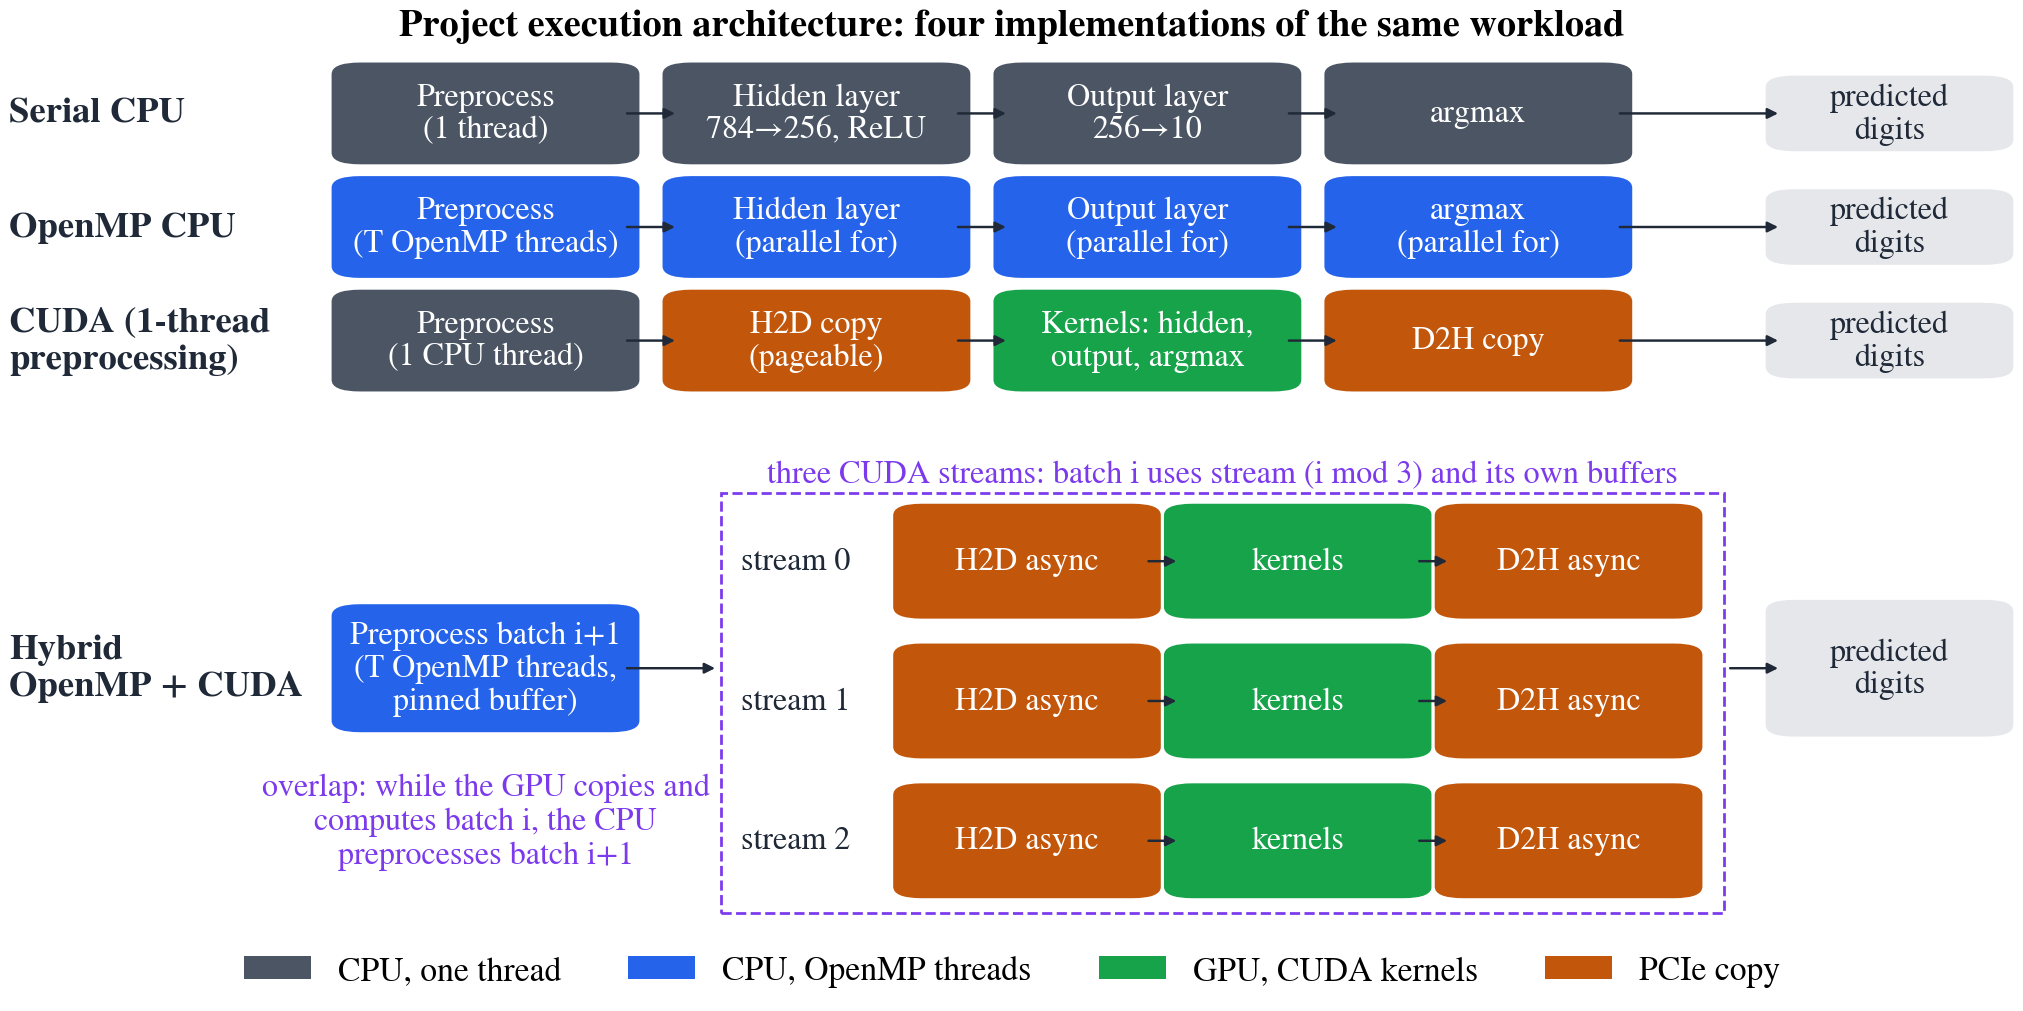 Project execution architecture: four implementations of the same workload
Serial CPU
Preprocess
(1 thread)
Hidden layer
784→256, ReLU
Output layer
256→10
argmax
predicted
digits
OpenMP CPU
Preprocess
(T OpenMP threads)
Hidden layer
(parallel for)
Output layer
(parallel for)
argmax
(parallel for)
predicted
digits
CUDA (1-thread
preprocessing)
Preprocess
(1 CPU thread)
H2D copy
(pageable)
Kernels: hidden,
output, argmax
D2H copy
predicted
digits
three CUDA streams: batch i uses stream (i mod 3) and its own buffers
Hybrid
OpenMP + CUDA
Preprocess batch i+1
(T OpenMP threads,
pinned buffer)
overlap: while the GPU copies and
computes batch i, the CPU
preprocesses batch i+1
stream 0
H2D async
kernels
D2H async
stream 1
H2D async
kernels
D2H async
stream 2
H2D async
kernels
D2H async
predicted
digits
CPU, one thread
CPU, OpenMP threads
GPU, CUDA kernels
PCIe copy